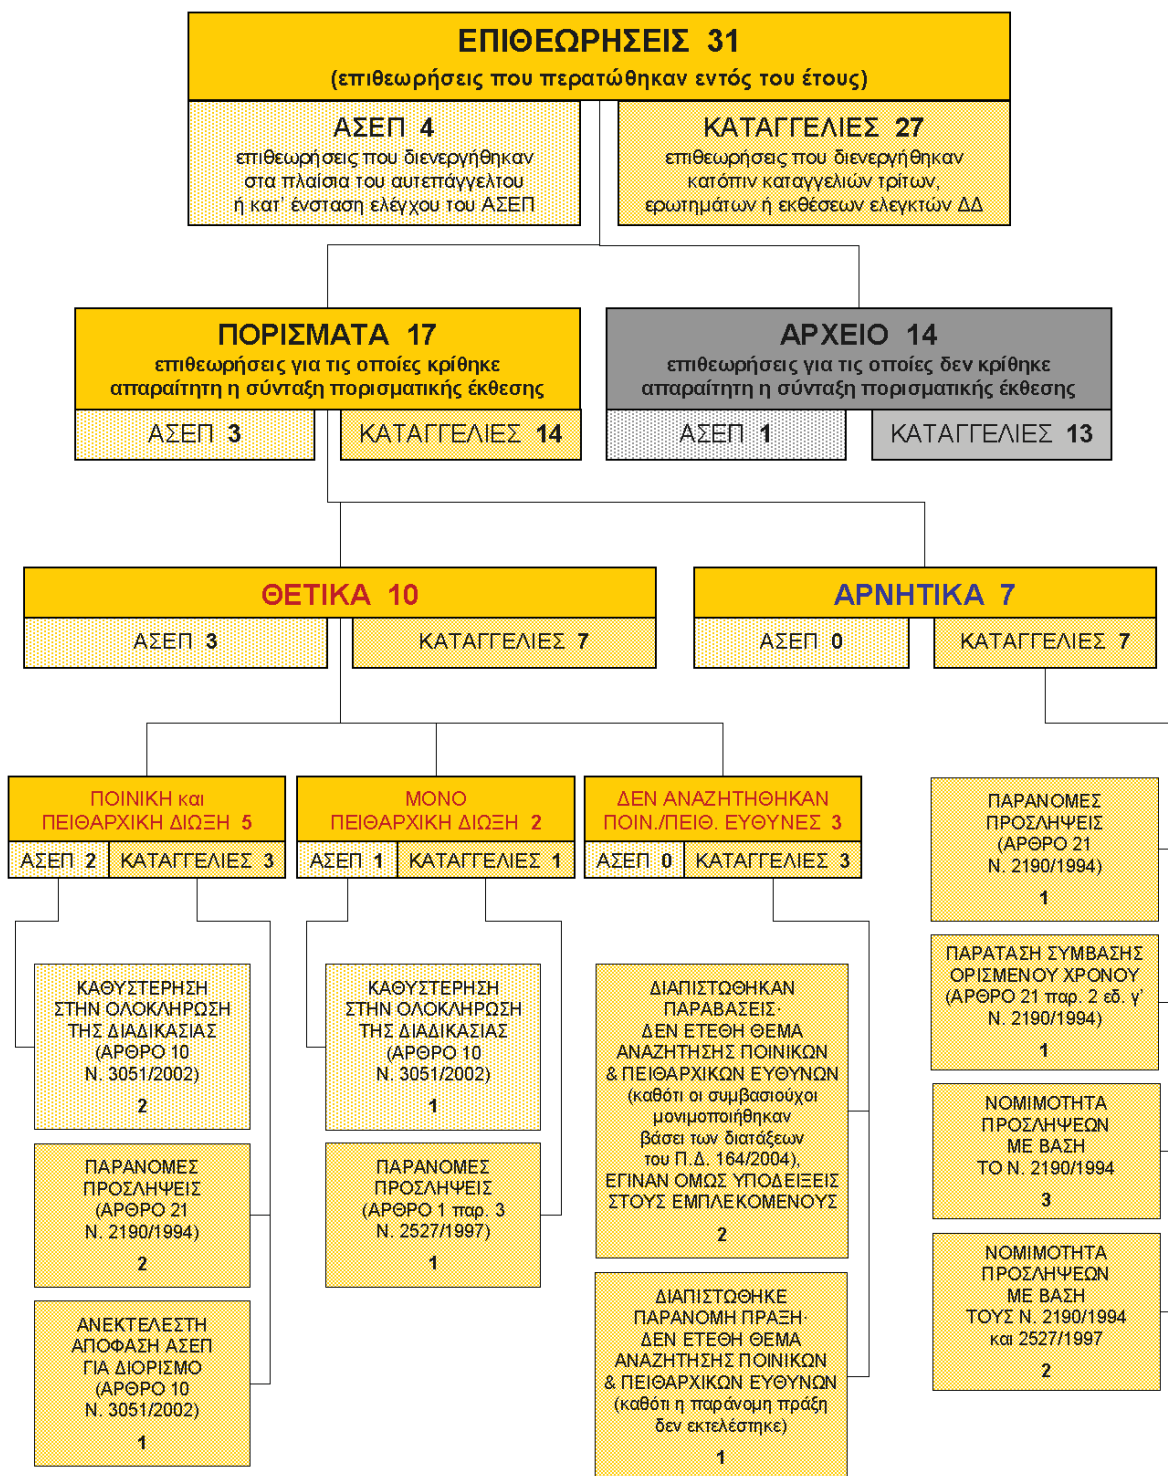 ΕΠΙΘΕΩΡΗΣΕΙΣ 31
(επιθεωρήσεις που περατώθηκαν εντός του έτους)
ΑΣΕΠ 4
επιθεωρήσεις που διενεργήθηκαν
στα πλαίσια του αυτεπάγγελτου
ή κατ' ένσταση ελέγχου του ΑΣΕΠ
ΚΑΤΑΓΓΕΛΙΕΣ 27
επιθεωρήσεις που διενεργήθηκαν
κατόπιν καταγγελιών τρίτων,
ερωτημάτων ή εκθέσεων ελεγκτών ΔΔ
ΠΟΡΙΣΜΑΤΑ 17
επιθεωρήσεις για τις οποίες κρίθηκε
απαραίτητη η σύνταξη πορισματικής έκθεσης
ΑΣΕΠ 3
ΚΑΤΑΓΓΕΛΙΕΣ 14
ΑΡΧΕΙΟ 14
επιθεωρήσεις για τις οποίες δεν κρίθηκε
απαραίτητη η σύνταξη πορισματικής έκθεσης
ΑΣΕΠ 1
ΚΑΤΑΓΓΕΛΙΕΣ 13
ΘΕΤΙΚΑ 10
ΑΣΕΠ 3
ΚΑΤΑΓΓΕΛΙΕΣ 7
ΑΡΝΗΤΙΚΑ 7
ΑΣΕΠ 0
ΚΑΤΑΓΓΕΛΙΕΣ 7
ΠΟΙΝΙΚΗ και
ΠΕΙΘΑΡΧΙΚΗ ΔΙΩΞΗ 5
ΑΣΕΠ 2
ΚΑΤΑΓΓΕΛΙΕΣ 3
ΜΟΝΟ
ΠΕΙΘΑΡΧΙΚΗ ΔΙΩΞΗ 2
ΑΣΕΠ 1
ΚΑΤΑΓΓΕΛΙΕΣ 1
ΔΕΝ ΑΝΑΖΗΤΗΘΗΚΑΝ
ΠΟΙΝ./ΠΕΙΘ. ΕΥΘΥΝΕΣ 3
ΑΣΕΠ 0
ΚΑΤΑΓΓΕΛΙΕΣ 3
ΚΑΘΥΣΤΕΡΗΣΗ
ΣΤΗΝ ΟΛΟΚΛΗΡΩΣΗ
ΤΗΣ ΔΙΑΔΙΚΑΣΙΑΣ
(ΑΡΘΡΟ 10
Ν. 3051/2002)
2
ΠΑΡΑΝΟΜΕΣ
ΠΡΟΣΛΗΨΕΙΣ
(ΑΡΘΡΟ 21
Ν. 2190/1994)
2
ΑΝΕΚΤΕΛΕΣΤΗ
ΑΠΟΦΑΣΗ ΑΣΕΠ
ΓΙΑ ΔΙΟΡΙΣΜΟ
(ΑΡΘΡΟ 10
Ν. 3051/2002)
1
ΚΑΘΥΣΤΕΡΗΣΗ
ΣΤΗΝ ΟΛΟΚΛΗΡΩΣΗ
ΤΗΣ ΔΙΑΔΙΚΑΣΙΑΣ
(ΑΡΘΡΟ 10
Ν. 3051/2002)
1
ΠΑΡΑΝΟΜΕΣ
ΠΡΟΣΛΗΨΕΙΣ
(ΑΡΘΡΟ 1 παρ. 3
Ν. 2527/1997)
1
ΔΙΑΠΙΣΤΩΘΗΚΑΝ
ΠΑΡΑΒΑΣΕΙΣ·
ΔΕΝ ΕΤΕΘΗ ΘΕΜΑ
ΑΝΑΖΗΤΗΣΗΣ ΠΟΙΝΙΚΩΝ
& ΠΕΙΘΑΡΧΙΚΩΝ ΕΥΘΥΝΩΝ
(καθότι οι συμβασιούχοι
μονιμοποιήθηκαν
βάσει των διατάξεων
του Π.Δ. 164/2004),
ΕΓΙΝΑΝ ΟΜΩΣ ΥΠΟΔΕΙΞΕΙΣ
ΣΤΟΥΣ ΕΜΠΛΕΚΟΜΕΝΟΥΣ
2
ΔΙΑΠΙΣΤΩΘΗΚΕ
ΠΑΡΑΝΟΜΗ ΠΡΑΞΗ·
ΔΕΝ ΕΤΕΘΗ ΘΕΜΑ
ΑΝΑΖΗΤΗΣΗΣ ΠΟΙΝΙΚΩΝ
& ΠΕΙΘΑΡΧΙΚΩΝ ΕΥΘΥΝΩΝ
(καθότι η παράνομη πράξη
δεν εκτελέστηκε)
1
ΠΑΡΑΝΟΜΕΣ
ΠΡΟΣΛΗΨΕΙΣ
(ΑΡΘΡΟ 21
Ν. 2190/1994)
1
ΠΑΡΑΤΑΣΗ ΣΥΜΒΑΣΗΣ
ΟΡΙΣΜΕΝΟΥ ΧΡΟΝΟΥ
(ΑΡΘΡΟ 21 παρ. 2 εδ. γ'
Ν. 2190/1994)
1
ΝΟΜΙΜΟΤΗΤΑ
ΠΡΟΣΛΗΨΕΩΝ
ΜΕ ΒΑΣΗ
ΤΟ Ν. 2190/1994
3
ΝΟΜΙΜΟΤΗΤΑ
ΠΡΟΣΛΗΨΕΩΝ
ΜΕ ΒΑΣΗ
ΤΟΥΣ Ν. 2190/1994
και 2527/1997
2